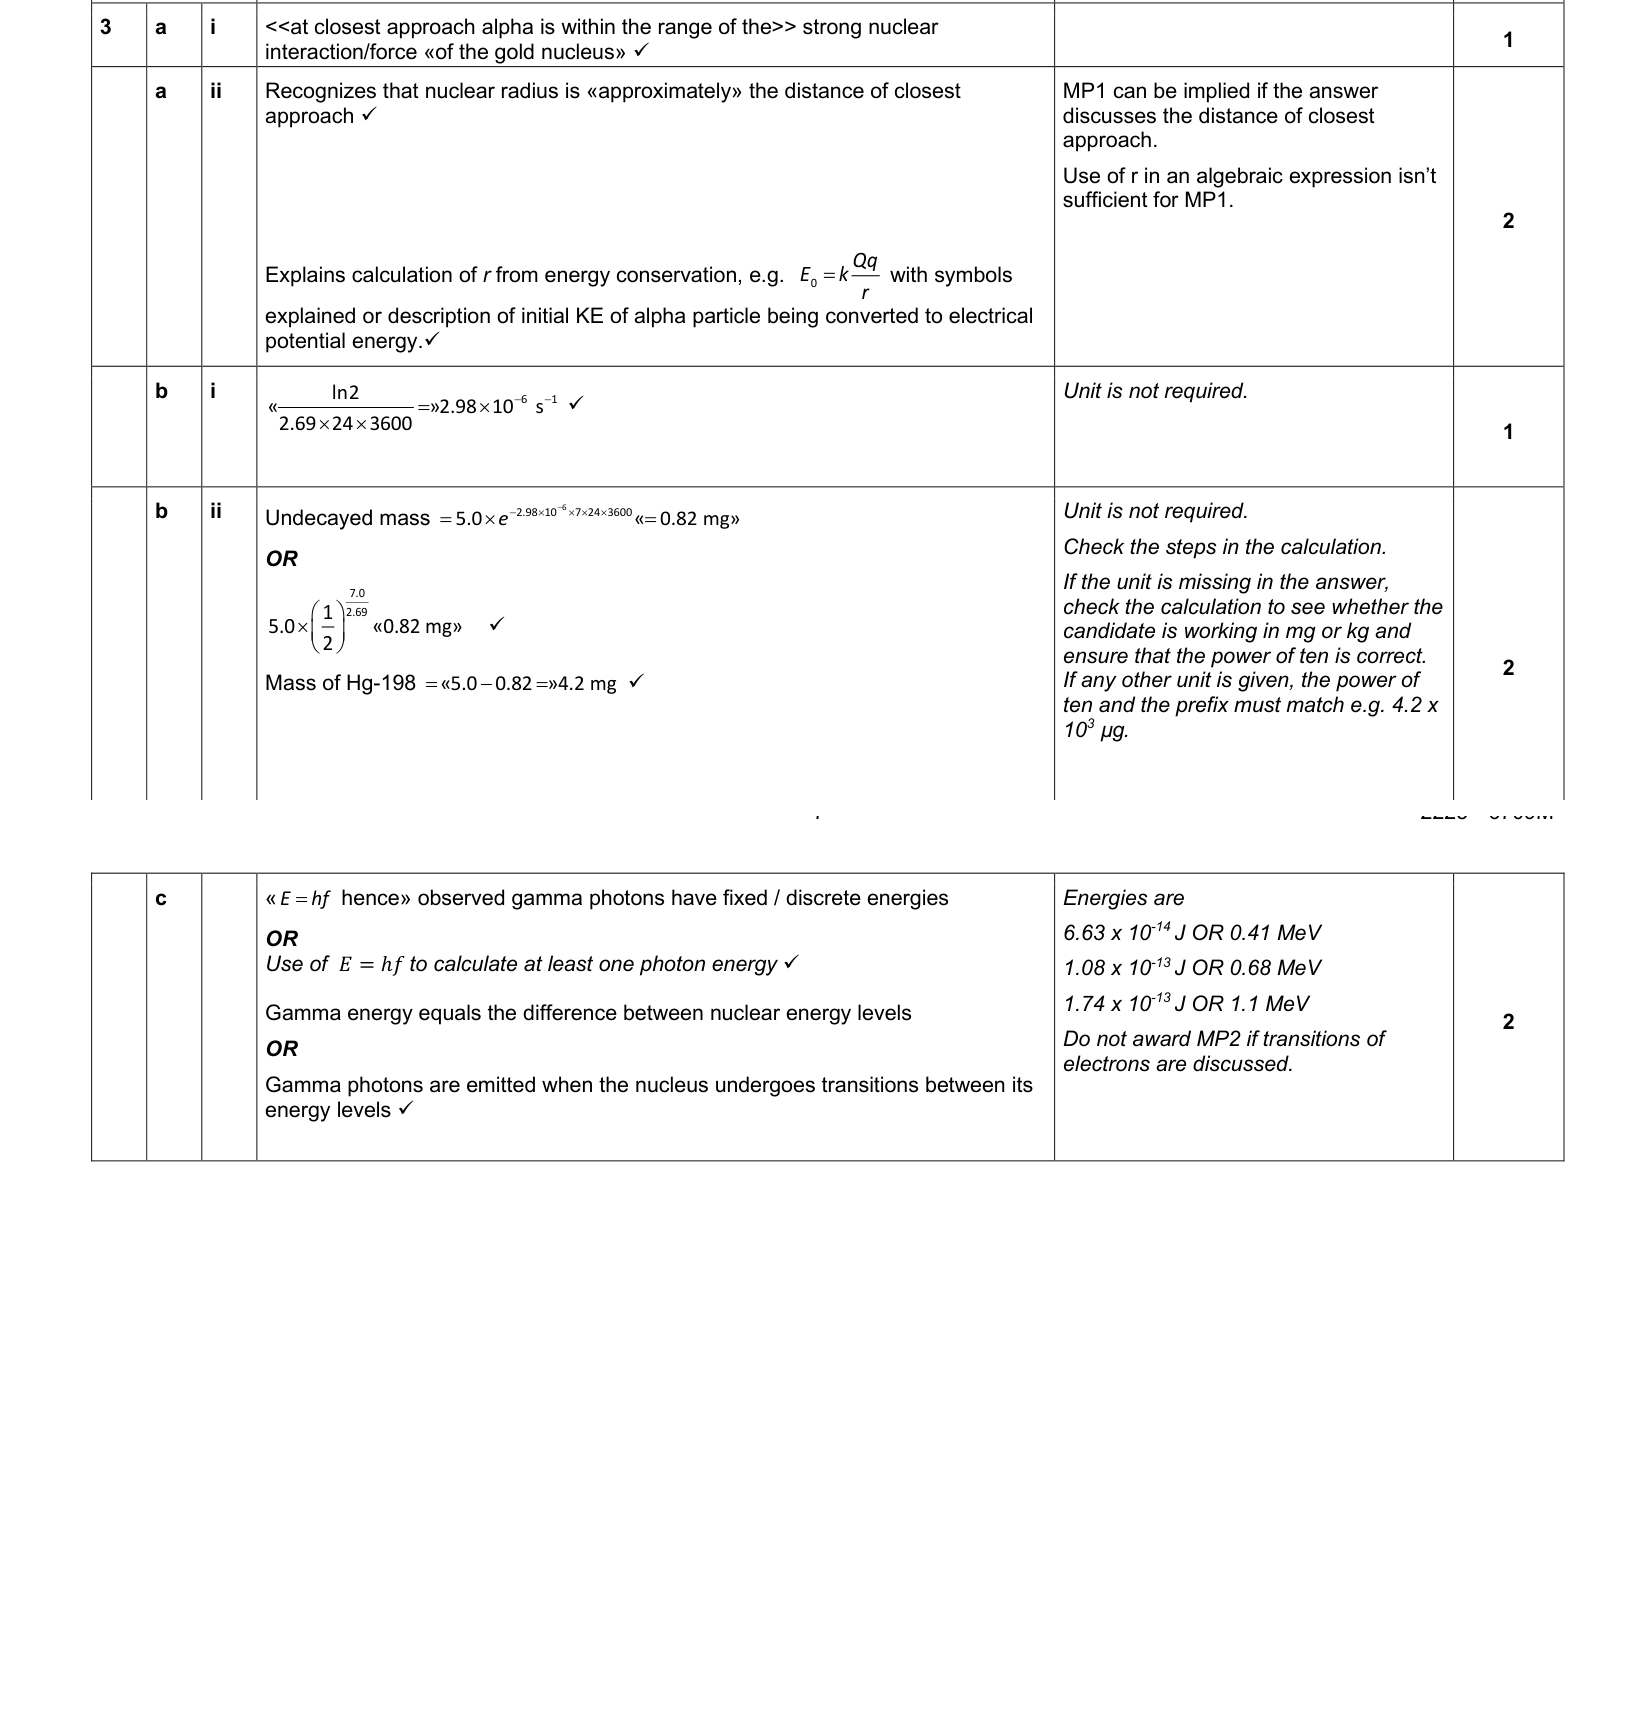 3 a i <<at closest approach alpha is within the range of the>> strong nuclear
interaction/force «of the gold nucleus» ✓
1
a ii Recognizes that nuclear radius is «approximately» the distance of closest
approach ✓
MP1 can be implied if the answer
discusses the distance of closest
approach.
Use of r in an algebraic expression isn't
sufficient for MP1.
2
Explains calculation of r from energy conservation, e.g. E₀ = k Qq/r with symbols
explained or description of initial KE of alpha particle being converted to electrical
potential energy.✓
b i « ln2 / 2.69×24×3600 =»2.98×10⁻⁶ s⁻¹ ✓
Unit is not required.
1
b ii Undecayed mass = 5.0×e^(−2.98×10⁻⁶×7×24×3600) «= 0.82 mg»
OR
5.0×(1/2)^(7.0/2.69) «0.82 mg» ✓
Mass of Hg-198 = «5.0 – 0.82 =»4.2 mg ✓
Unit is not required.
Check the steps in the calculation.
If the unit is missing in the answer,
check the calculation to see whether the
candidate is working in mg or kg and
ensure that the power of ten is correct.
If any other unit is given, the power of
ten and the prefix must match e.g. 4.2 x
10³ µg.
2
c « E = hf hence» observed gamma photons have fixed / discrete energies
OR
Use of E = hf to calculate at least one photon energy ✓
Gamma energy equals the difference between nuclear energy levels
OR
Gamma photons are emitted when the nucleus undergoes transitions between its
energy levels ✓
Energies are
6.63 x 10⁻¹⁴ J OR 0.41 MeV
1.08 x 10⁻¹³ J OR 0.68 MeV
1.74 x 10⁻¹³ J OR 1.1 MeV
Do not award MP2 if transitions of
electrons are discussed.
2